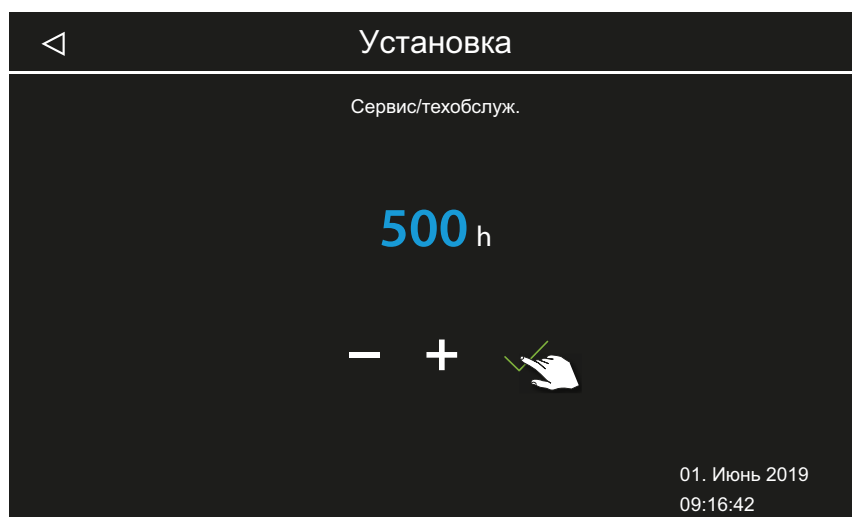 Установка
Сервис/техобслуж.
500 h
01. Июнь 2019
09:16:42